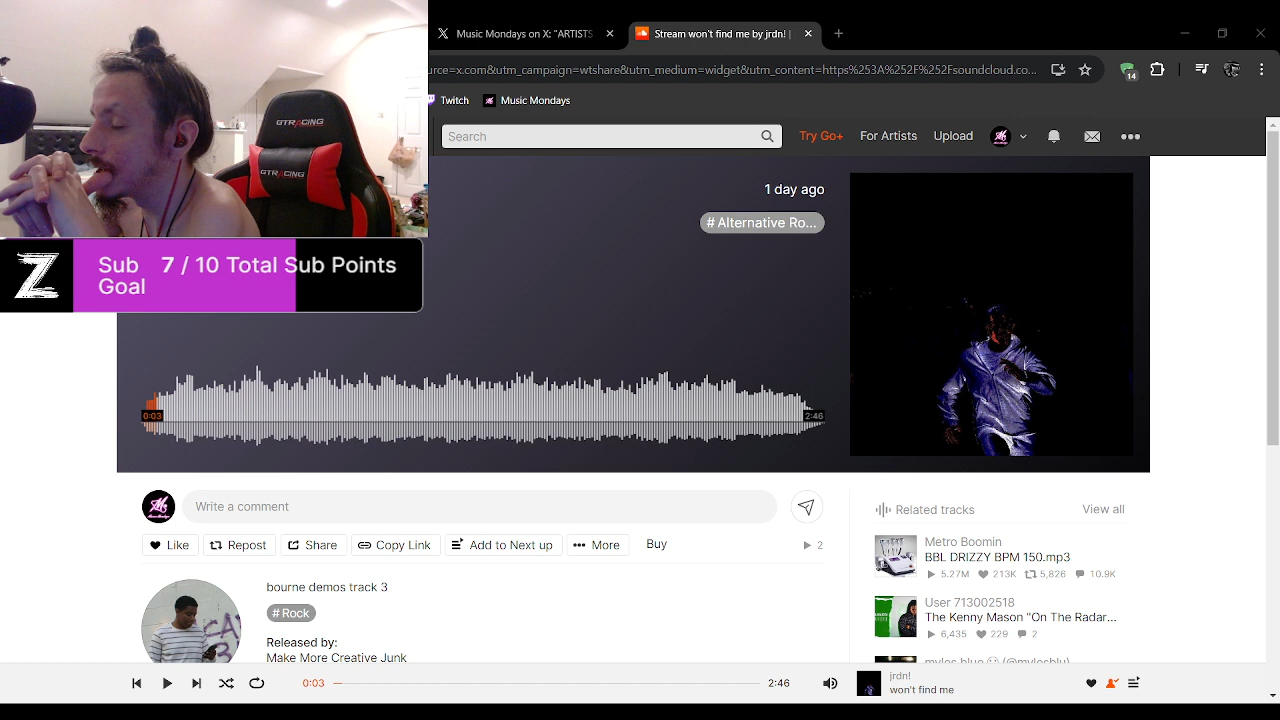 Music Mondays on X: "ARTISTS
Stream won't find me by jrdn! |
urce=x.com&utm_campaign=wtshare&utm_medium=widget&utm_content=https%253A%252F%252Fsoundcloud.co...
14
Twitch
Music Mondays
Search
Try Go+
For Artists
Upload
GTRACING
GTRACING
1 day ago
# Alternative Ro...
Z
Sub Goal
7 / 10 Total Sub Points
0:03
2:46
Write a comment
Like
Repost
Share
Copy Link
Add to Next up
More
Buy
2
Related tracks
View all
bourne demos track 3
# Rock
Released by:
Make More Creative Junk
Metro Boomin
BBL DRIZZY BPM 150.mp3
5.27M
213K
5,826
10.9K
User 713002518
The Kenny Mason "On The Radar...
6,435
229
2
myles blue
0:03
2:46
jrdn!
won't find me